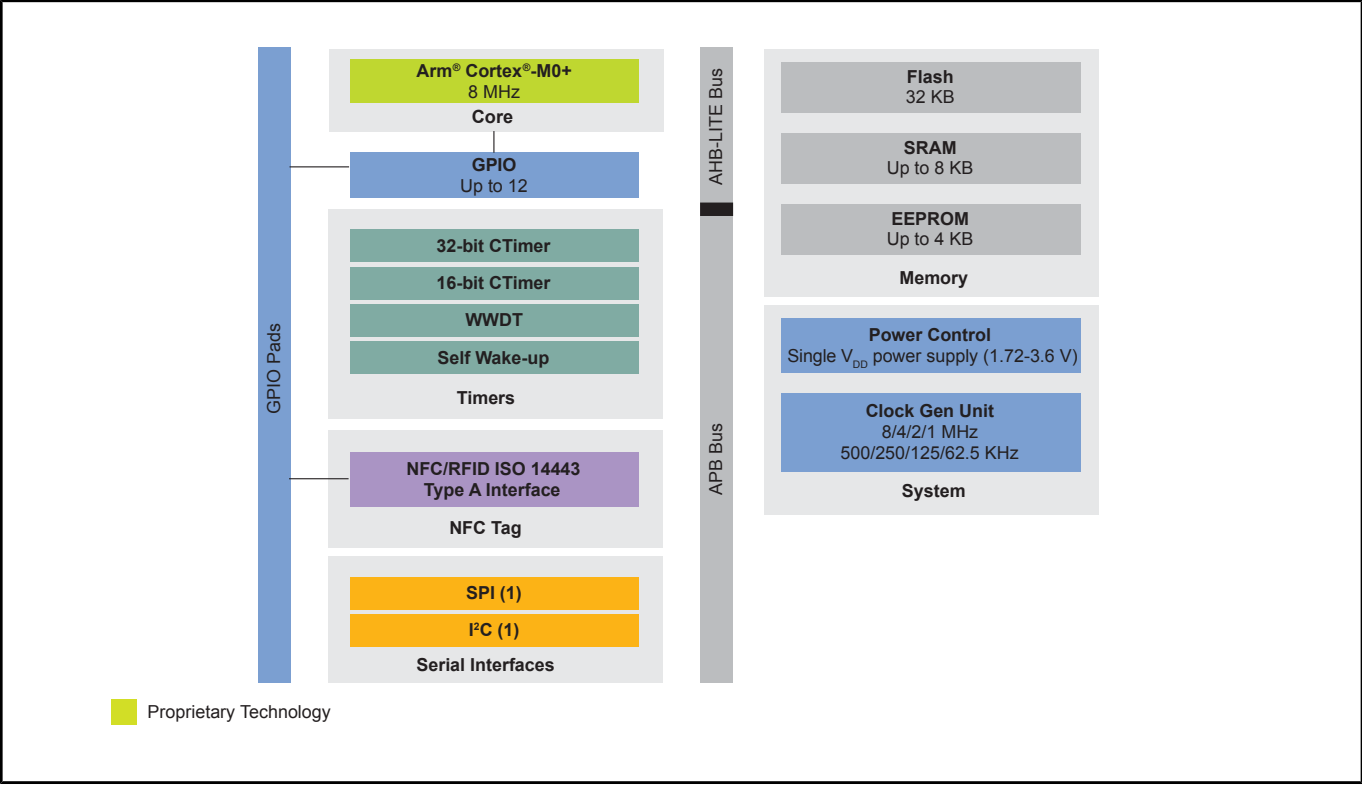 GPIO Pads
Arm® Cortex®-M0+
8 MHz
Core
GPIO
Up to 12
32-bit CTimer
16-bit CTimer
WWDT
Self Wake-up
Timers
NFC/RFID ISO 14443
Type A Interface
NFC Tag
SPI (1)
I²C (1)
Serial Interfaces
AHB-LITE Bus
APB Bus
Flash
32 KB
SRAM
Up to 8 KB
EEPROM
Up to 4 KB
Memory
Power Control
Single VDD power supply (1.72-3.6 V)
Clock Gen Unit
8/4/2/1 MHz
500/250/125/62.5 KHz
System
Proprietary Technology